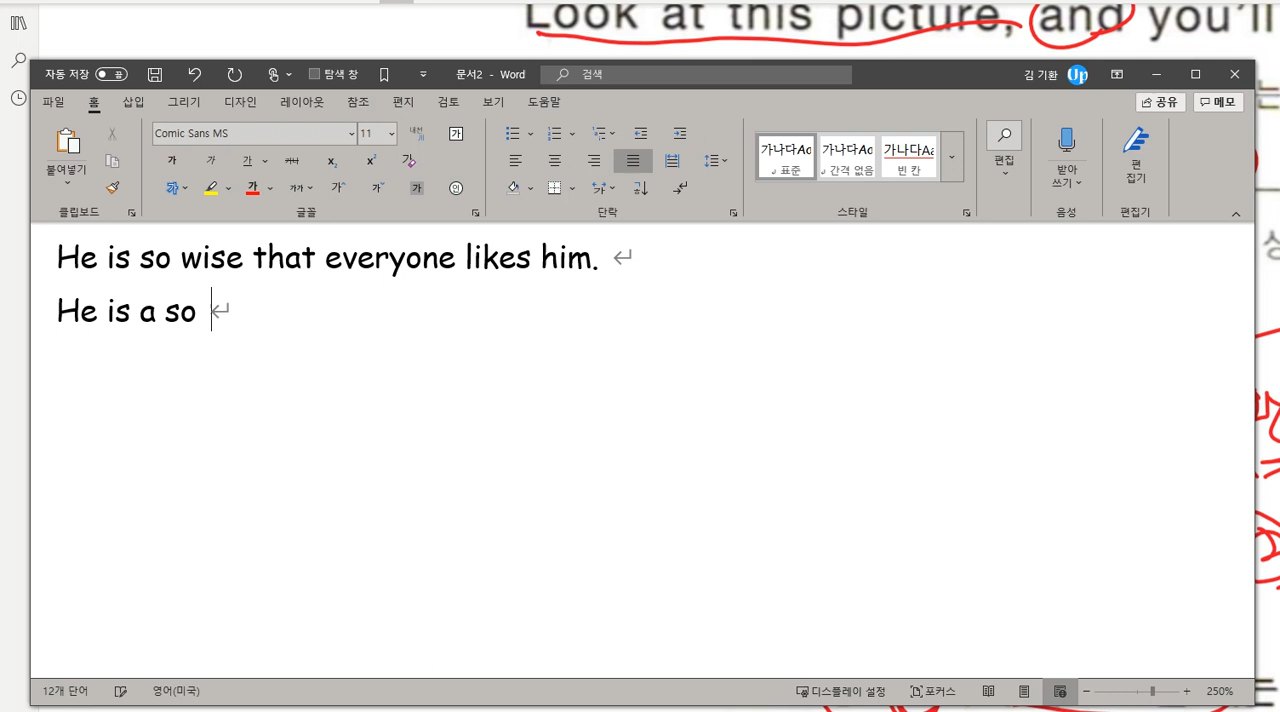 Look at this picture, and you'll
자동 저장 탐색 창 문서2 - Word 검색 김 기환 Up
파일 홈 삽입 그리기 디자인 레이아웃 참조 편지 검토 보기 도움말 공유 메모
Comic Sans MS 11
붙여넣기
가나다Aa 가나다Aa 가나다Aa
표준 간격 없음 빈 칸
편집
받아
쓰기
편
집기
클립보드 글꼴 단락 스타일 음성 편집기
He is so wise that everyone likes him.
He is a so
12개 단어 영어(미국) 디스플레이 설정 포커스 250%